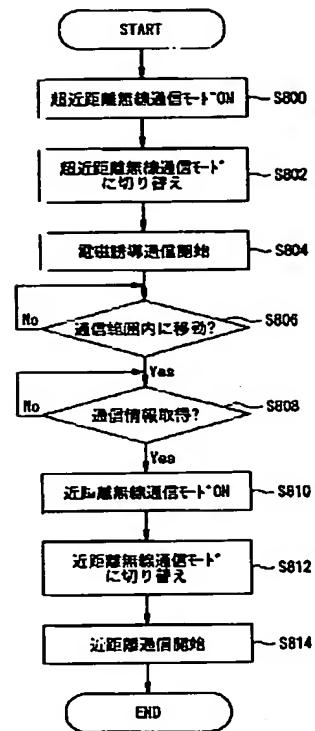 START
超近距離無線通信モードON
S800
超近距離無線通信モード
に切り替え
S802
電磁誘導通信開始
S804
通信範囲内に移動?
S806
No
Yes
通信情報取得?
S808
No
Yes
近距離無線通信モードON
S810
近距離無線通信モード
に切り替え
S812
近距離通信開始
S814
END